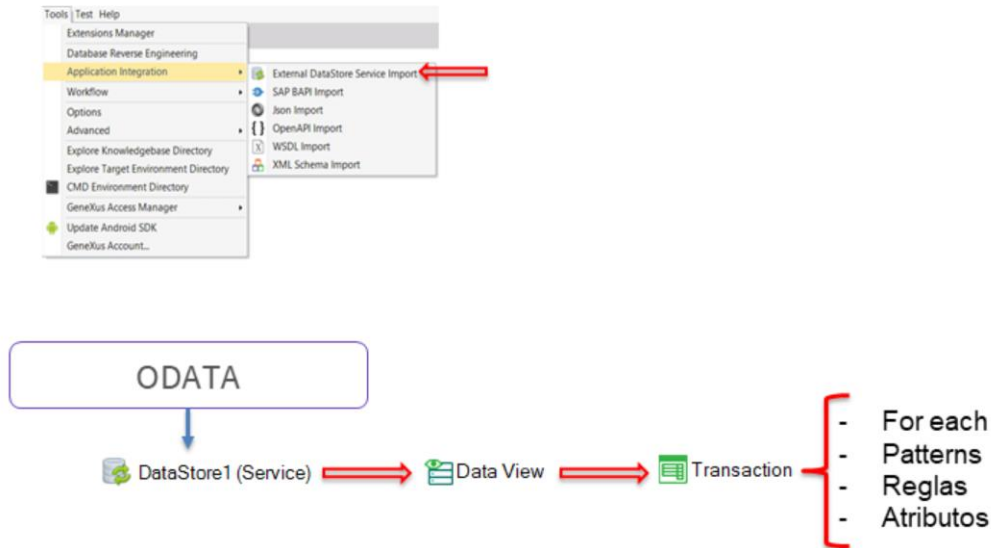 Tools Test Help
Extensions Manager
Database Reverse Engineering
Application Integration
Workflow
Options
Advanced
Explore Knowledgebase Directory
Explore Target Environment Directory
CMD Environment Directory
GeneXus Access Manager
Update Android SDK
GeneXus Account...
External DataStore Service Import
SAP BAPI Import
Json Import
OpenAPI Import
WSDL Import
XML Schema Import
ODATA
DataStore1 (Service)
Data View
Transaction
- For each
- Patterns
- Reglas
- Atributos